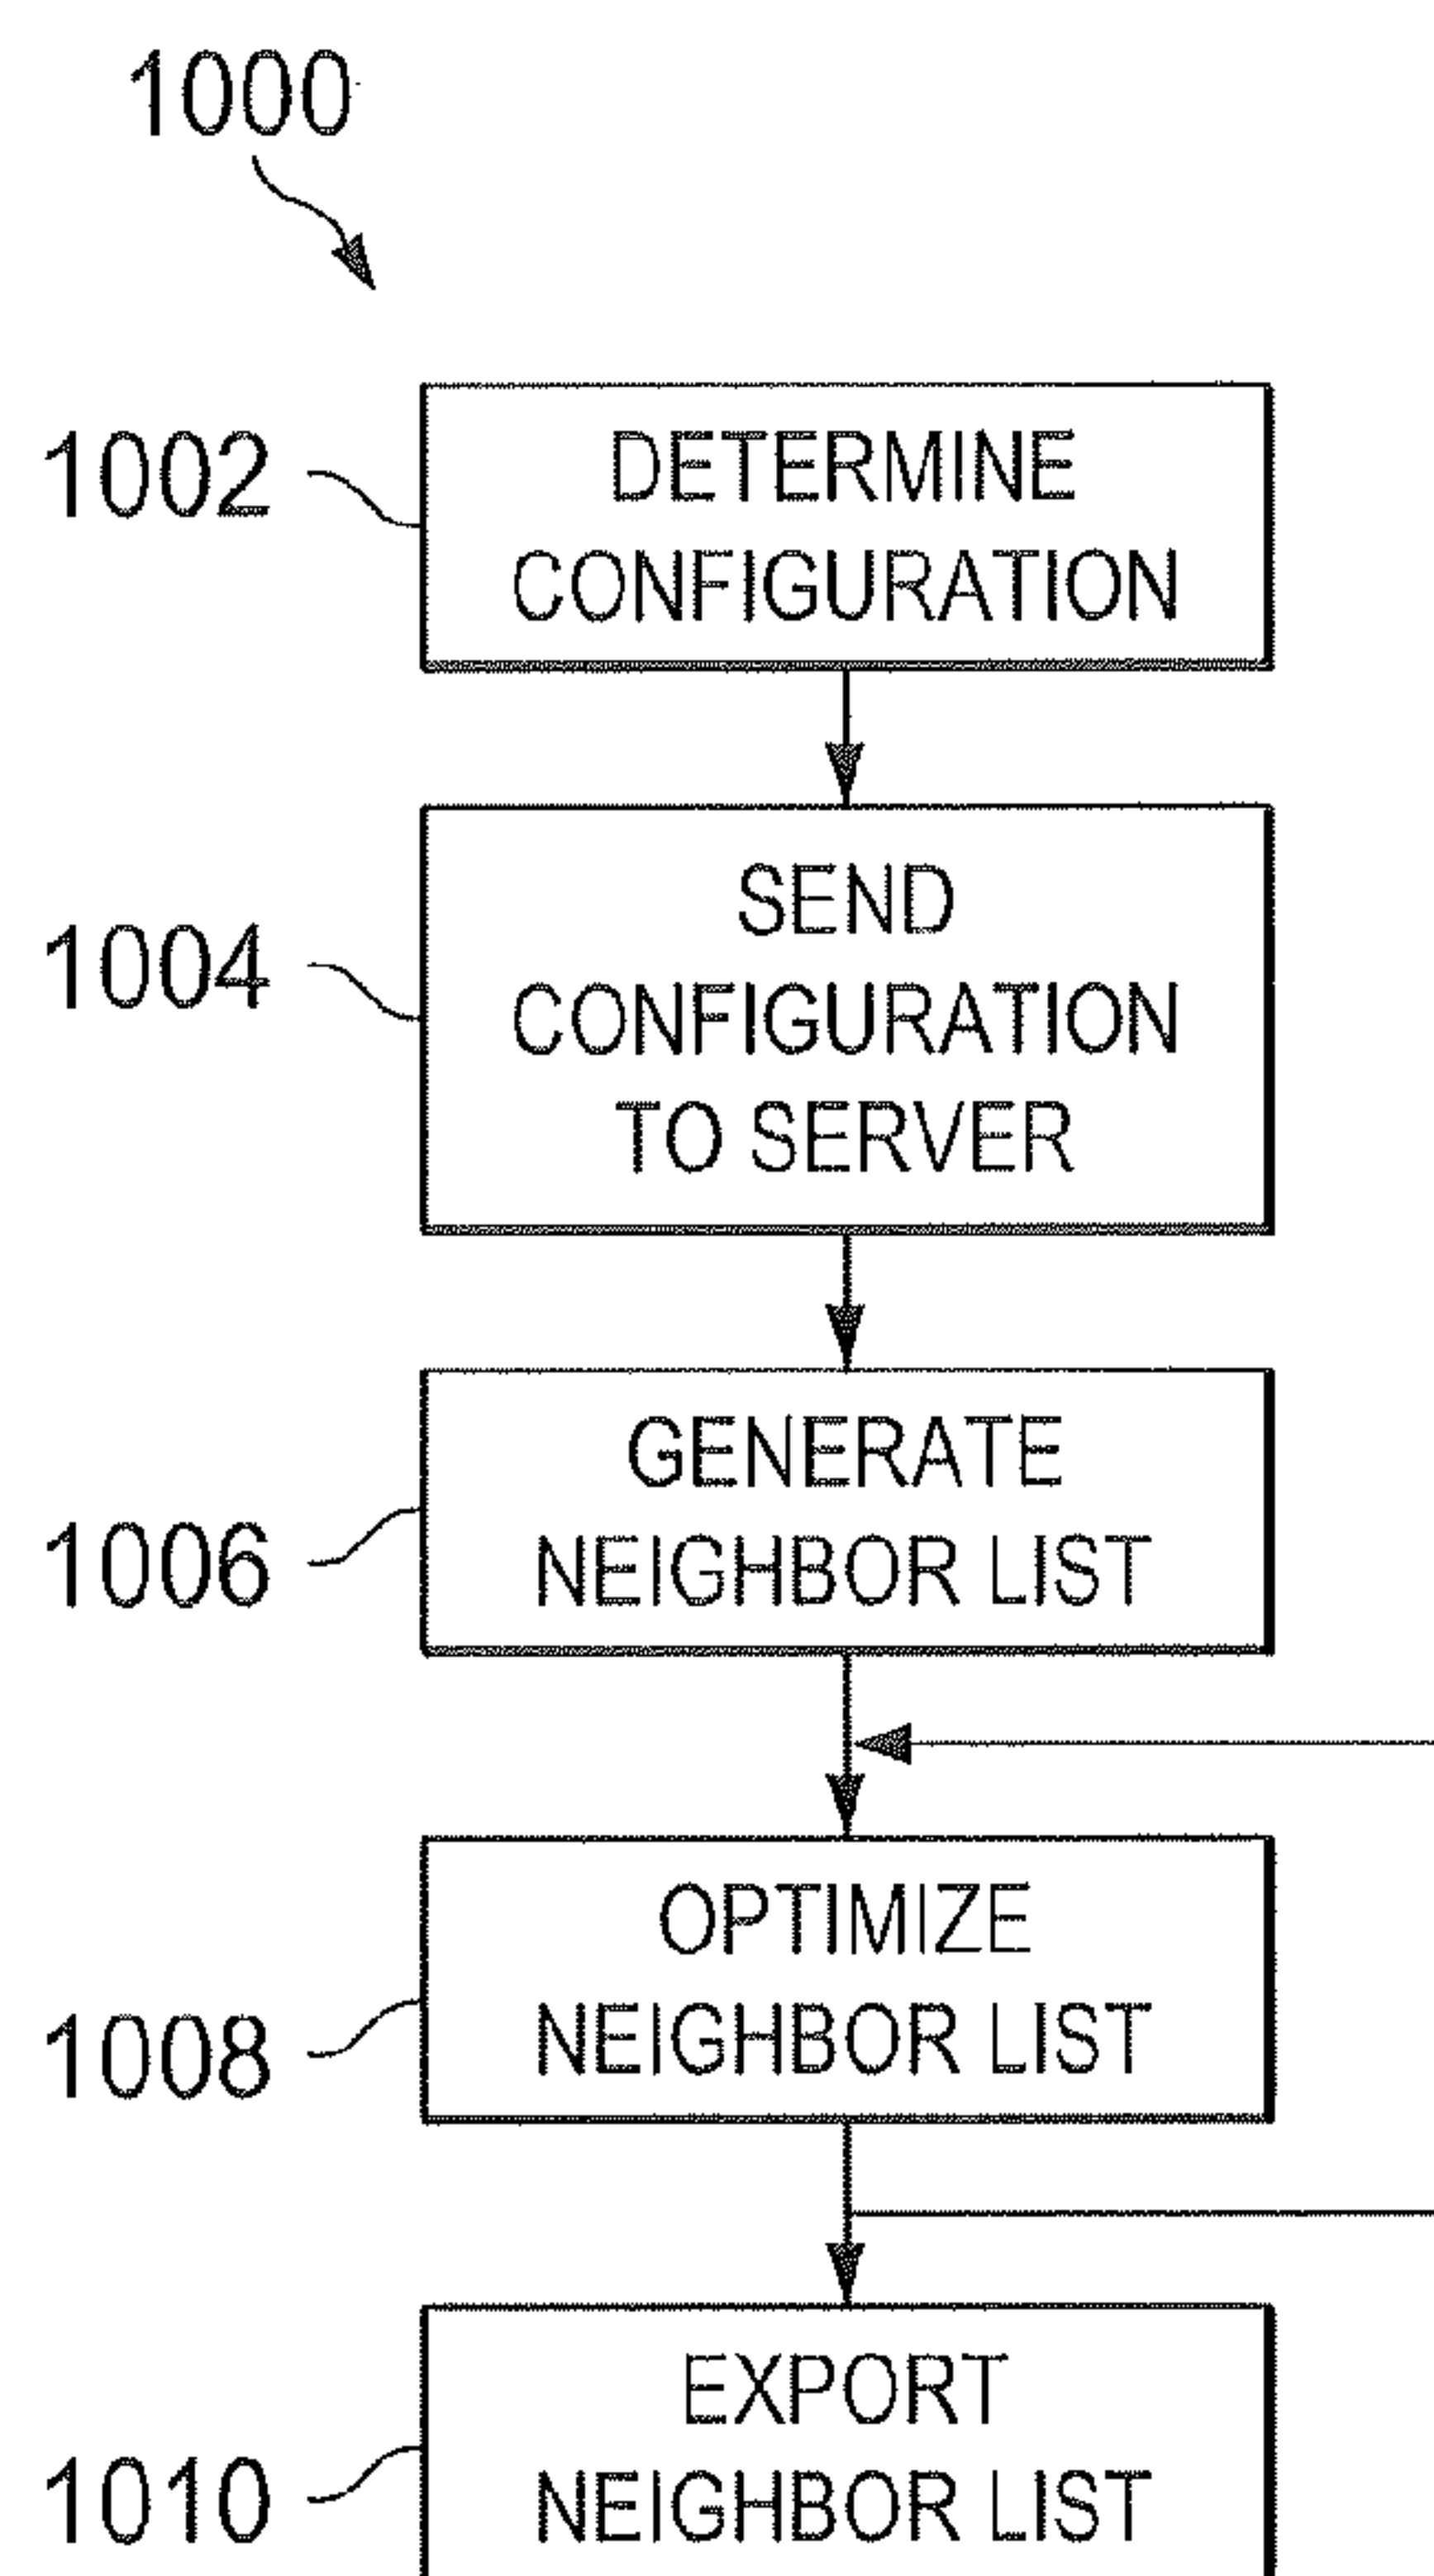 1000
1002
DETERMINE
CONFIGURATION
1004
SEND
CONFIGURATION
TO SERVER
1006
GENERATE
NEIGHBOR LIST
1008
OPTIMIZE
NEIGHBOR LIST
1010
EXPORT
NEIGHBOR LIST